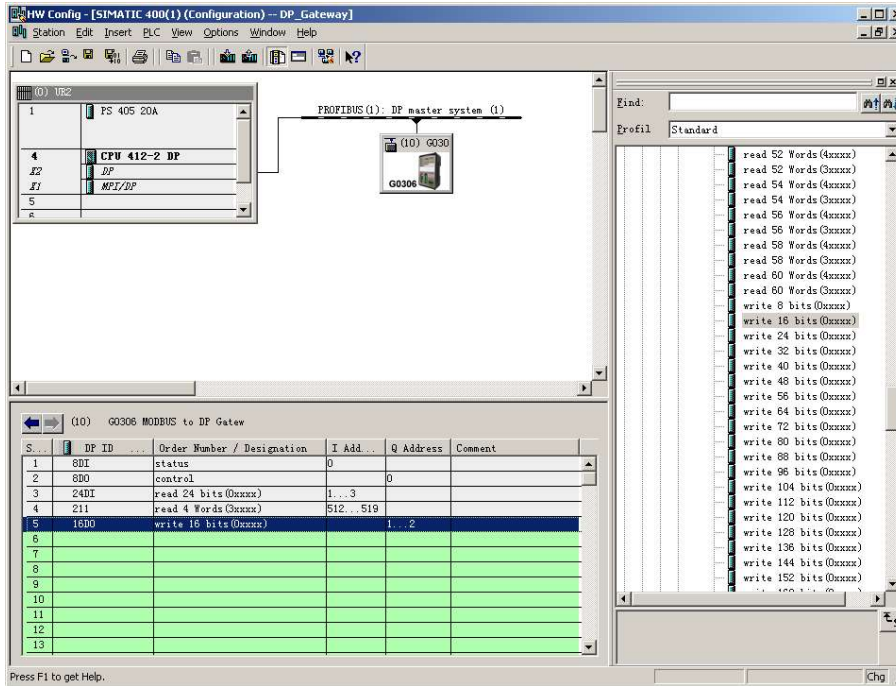 HW Config - [SIMATIC 400(1) (Configuration) -- DP_Gateway]
Station Edit Insert PLC View Options Window Help
(0) UR2
1 PS 405 20A
4 CPU 412-2 DP
X2 DP
X1 MPI/DP
5
6
PROFIBUS(1): DP master system (1)
(10) G030
G0306
Find:
Profil Standard
read 52 Words(4xxxx)
read 52 Words(3xxxx)
read 54 Words(4xxxx)
read 54 Words(3xxxx)
read 56 Words(4xxxx)
read 56 Words(3xxxx)
read 58 Words(4xxxx)
read 58 Words(3xxxx)
read 60 Words(4xxxx)
read 60 Words(3xxxx)
write 8 bits(0xxxx)
write 16 bits(0xxxx)
write 24 bits(0xxxx)
write 32 bits(0xxxx)
write 40 bits(0xxxx)
write 48 bits(0xxxx)
write 56 bits(0xxxx)
write 64 bits(0xxxx)
write 72 bits(0xxxx)
write 80 bits(0xxxx)
write 88 bits(0xxxx)
write 96 bits(0xxxx)
write 104 bits(0xxxx)
write 112 bits(0xxxx)
write 120 bits(0xxxx)
write 128 bits(0xxxx)
write 136 bits(0xxxx)
write 144 bits(0xxxx)
write 152 bits(0xxxx)
(10) G0306 MODBUS to DP Gatew
S... DP ID ... Order Number / Designation I Add... Q Address Comment
1 8DI status 0
2 8DO control 0
3 24DI read 24 bits(0xxxx) 1...3
4 211 read 4 Words(3xxxx) 512...519
5 16DO write 16 bits(0xxxx) 1...2
6
7
8
9
10
11
12
13
Press F1 to get Help.
Chg